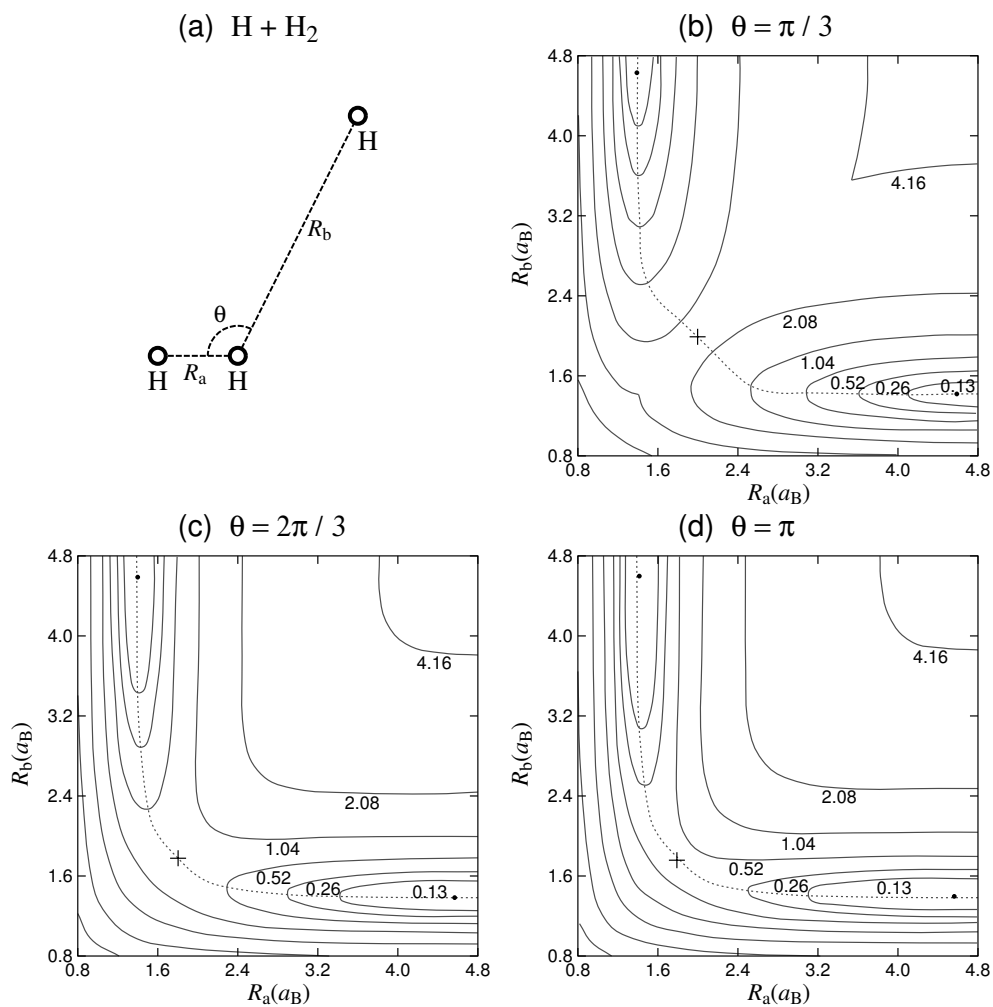 (a) H + H2
H
Rb
θ
H
Ra
H
(b) θ = π / 3
4.8
4.0
3.2
2.4
1.6
0.8
Rb(aB)
4.16
2.08
1.04
0.52
0.26
0.13
0.8 1.6 2.4 3.2 4.0 4.8
Ra(aB)
(c) θ = 2π / 3
4.8
4.0
3.2
2.4
1.6
0.8
Rb(aB)
4.16
2.08
1.04
0.52
0.26
0.13
0.8 1.6 2.4 3.2 4.0 4.8
Ra(aB)
(d) θ = π
4.8
4.0
3.2
2.4
1.6
0.8
Rb(aB)
4.16
2.08
1.04
0.52
0.26
0.13
0.8 1.6 2.4 3.2 4.0 4.8
Ra(aB)